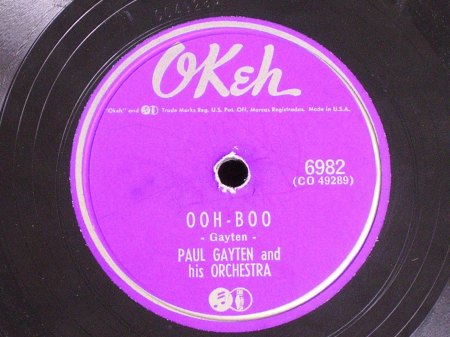 OKeh
"Okeh" and Trade Marks Reg. U.S. Pat. Off. Marcas Registradas. Made in U.S.A.
6982
(CO 49289)
OOH-BOO
- Gayten -
PAUL GAYTEN and
his ORCHESTRA